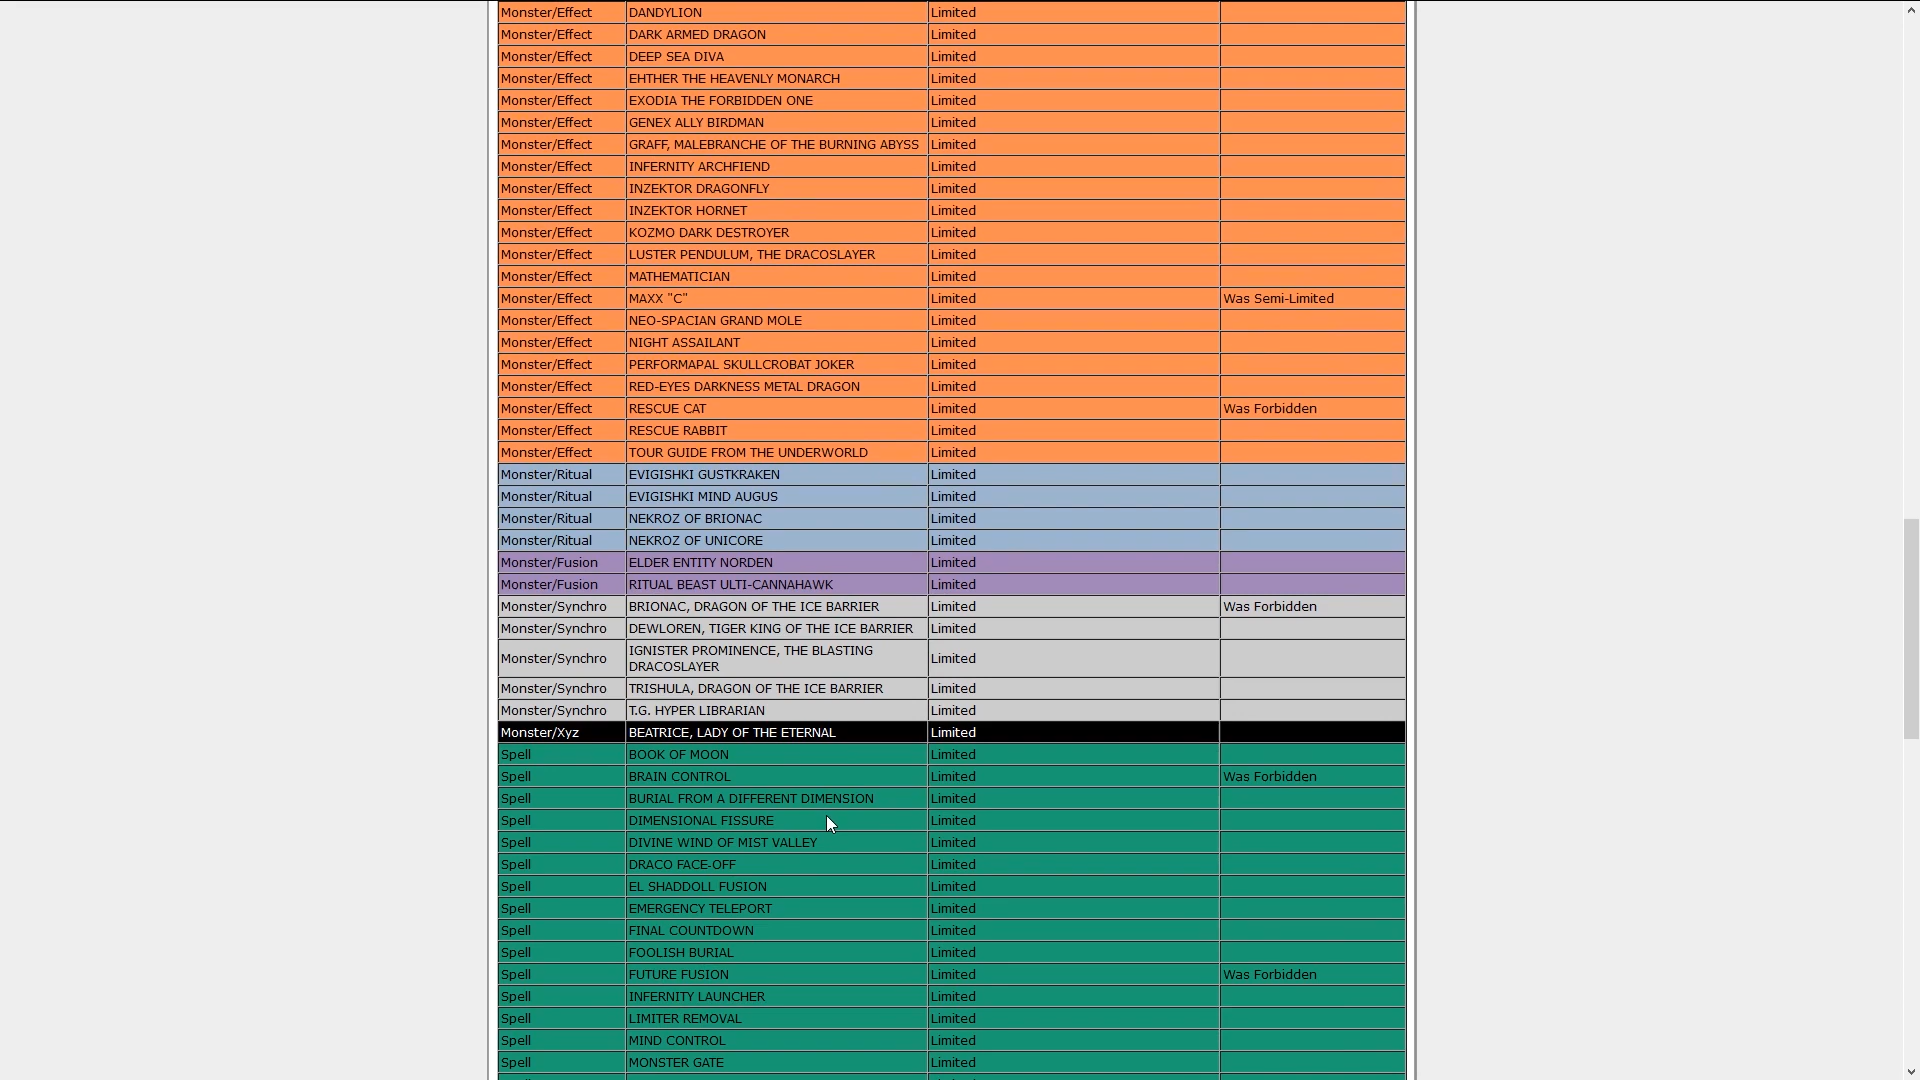 Monster/Effect DANDYLION Limited
Monster/Effect DARK ARMED DRAGON Limited
Monster/Effect DEEP SEA DIVA Limited
Monster/Effect EHTHER THE HEAVENLY MONARCH Limited
Monster/Effect EXODIA THE FORBIDDEN ONE Limited
Monster/Effect GENEX ALLY BIRDMAN Limited
Monster/Effect GRAFF, MALEBRANCHE OF THE BURNING ABYSS Limited
Monster/Effect INFERNITY ARCHFIEND Limited
Monster/Effect INZEKTOR DRAGONFLY Limited
Monster/Effect INZEKTOR HORNET Limited
Monster/Effect KOZMO DARK DESTROYER Limited
Monster/Effect LUSTER PENDULUM, THE DRACOSLAYER Limited
Monster/Effect MATHEMATICIAN Limited
Monster/Effect MAXX "C" Limited Was Semi-Limited
Monster/Effect NEO-SPACIAN GRAND MOLE Limited
Monster/Effect NIGHT ASSAILANT Limited
Monster/Effect PERFORMAPAL SKULLCROBAT JOKER Limited
Monster/Effect RED-EYES DARKNESS METAL DRAGON Limited
Monster/Effect RESCUE CAT Limited Was Forbidden
Monster/Effect RESCUE RABBIT Limited
Monster/Effect TOUR GUIDE FROM THE UNDERWORLD Limited
Monster/Ritual EVIGISHKI GUSTKRAKEN Limited
Monster/Ritual EVIGISHKI MIND AUGUS Limited
Monster/Ritual NEKROZ OF BRIONAC Limited
Monster/Ritual NEKROZ OF UNICORE Limited
Monster/Fusion ELDER ENTITY NORDEN Limited
Monster/Fusion RITUAL BEAST ULTI-CANNAHAWK Limited
Monster/Synchro BRIONAC, DRAGON OF THE ICE BARRIER Limited Was Forbidden
Monster/Synchro DEWLOREN, TIGER KING OF THE ICE BARRIER Limited
Monster/Synchro IGNISTER PROMINENCE, THE BLASTING
DRACOSLAYER Limited
Monster/Synchro TRISHULA, DRAGON OF THE ICE BARRIER Limited
Monster/Synchro T.G. HYPER LIBRARIAN Limited
Monster/Xyz BEATRICE, LADY OF THE ETERNAL Limited
Spell BOOK OF MOON Limited
Spell BRAIN CONTROL Limited Was Forbidden
Spell BURIAL FROM A DIFFERENT DIMENSION Limited
Spell DIMENSIONAL FISSURE Limited
Spell DIVINE WIND OF MIST VALLEY Limited
Spell DRACO FACE-OFF Limited
Spell EL SHADDOLL FUSION Limited
Spell EMERGENCY TELEPORT Limited
Spell FINAL COUNTDOWN Limited
Spell FOOLISH BURIAL Limited
Spell FUTURE FUSION Limited Was Forbidden
Spell INFERNITY LAUNCHER Limited
Spell LIMITER REMOVAL Limited
Spell MIND CONTROL Limited
Spell MONSTER GATE Limited